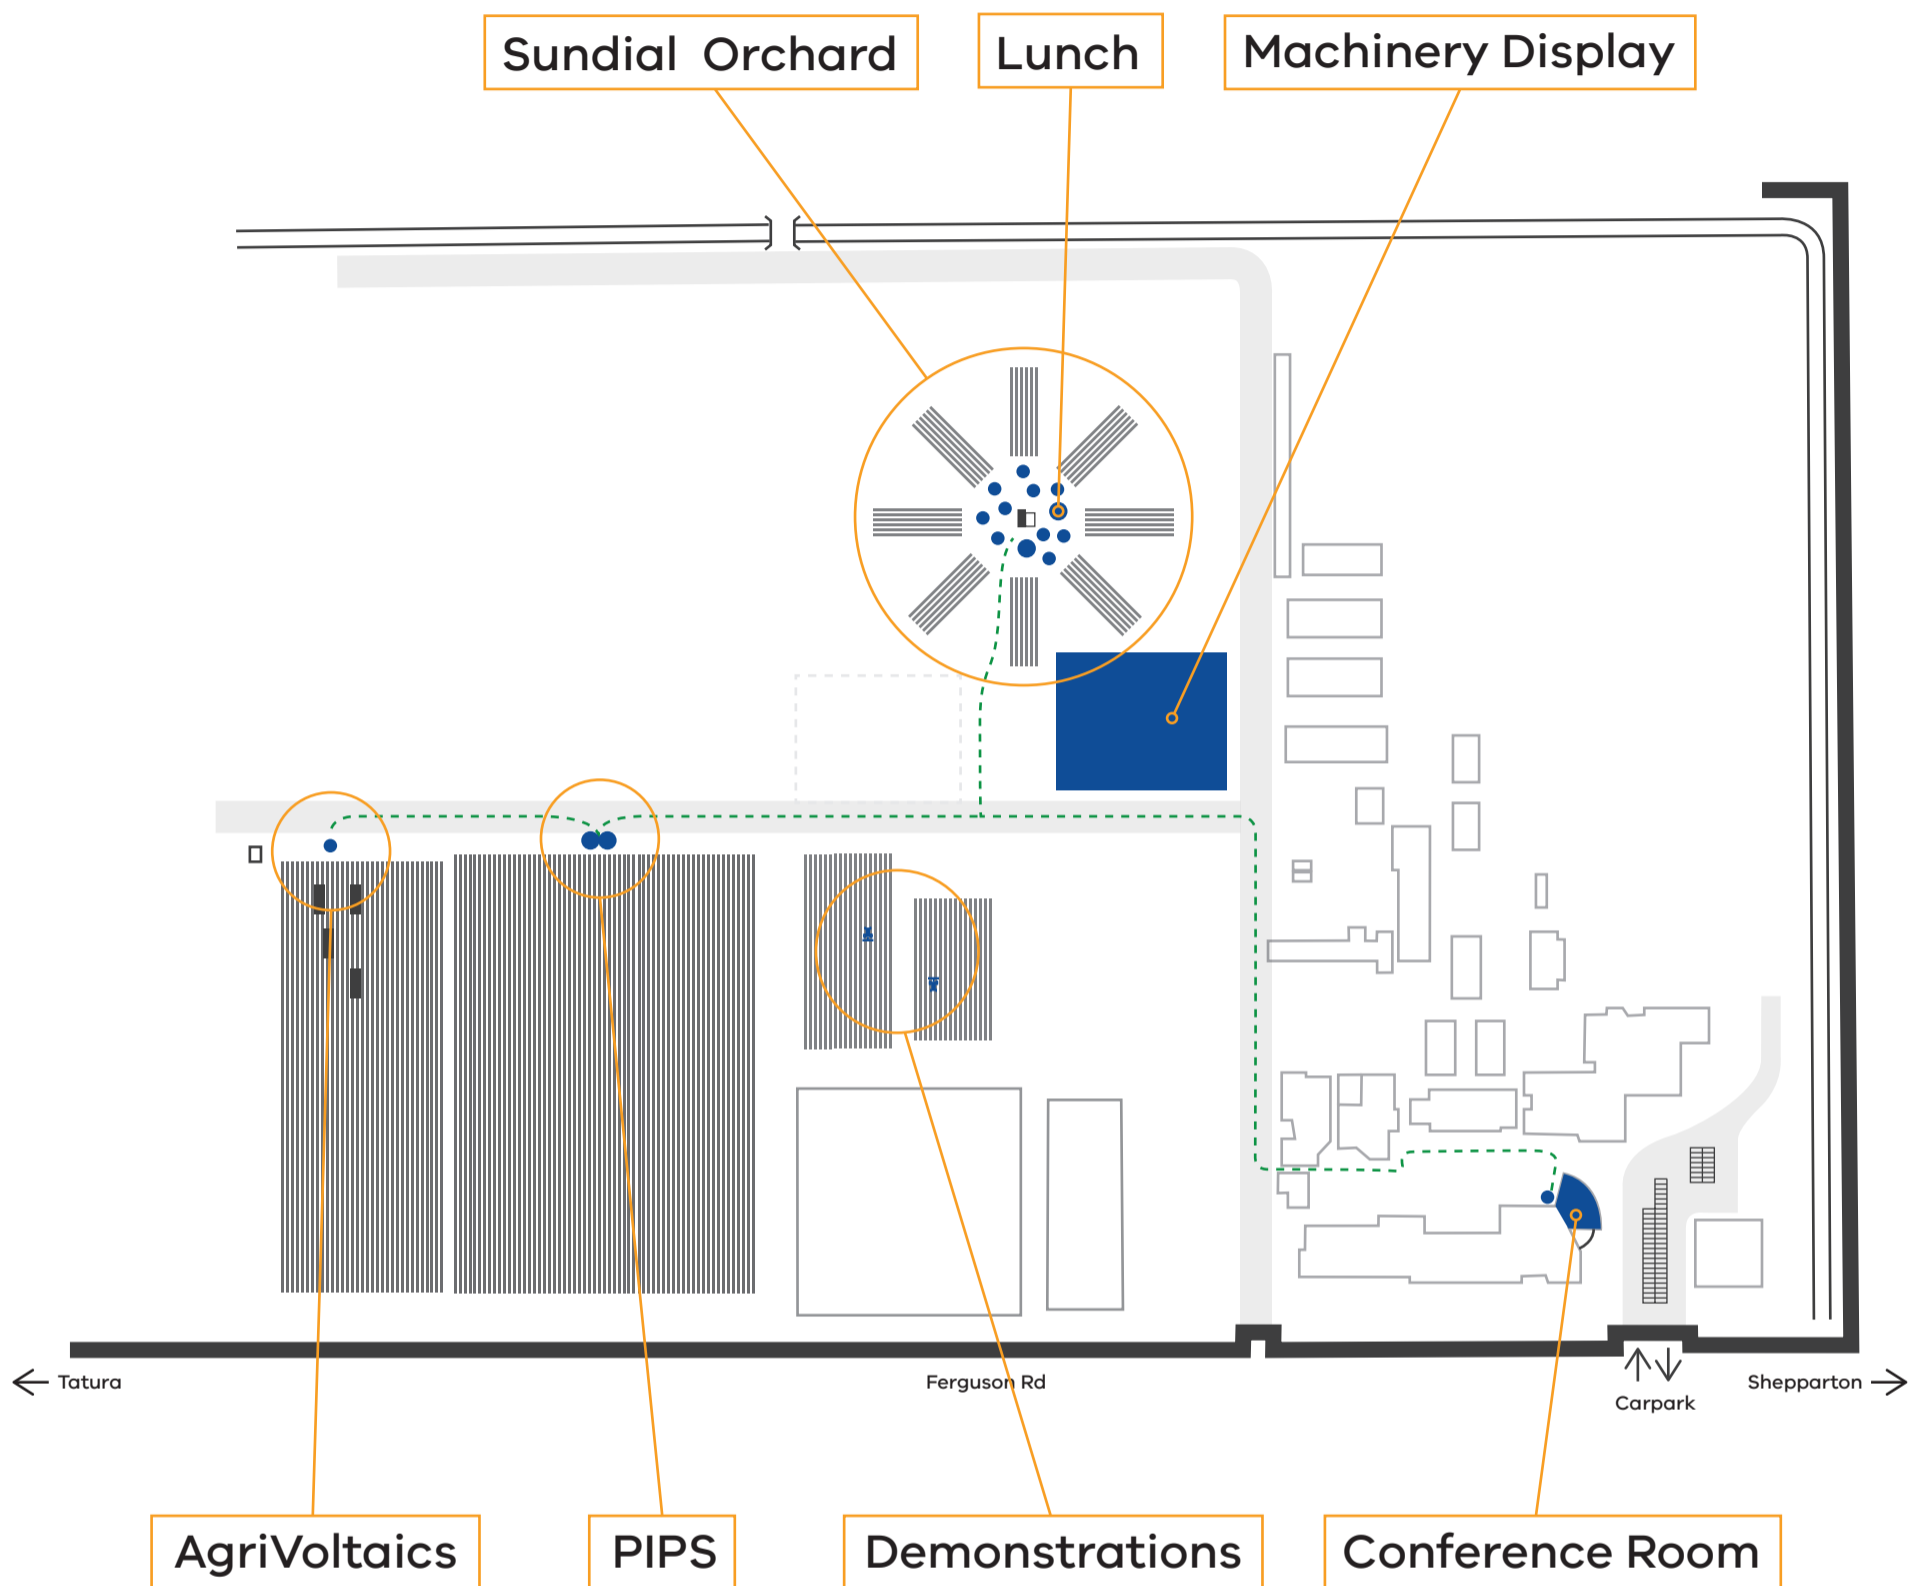 Sundial Orchard
Lunch
Machinery Display
Tatura
Ferguson Rd
Shepparton
Carpark
AgriVoltaics
PIPS
Demonstrations
Conference Room